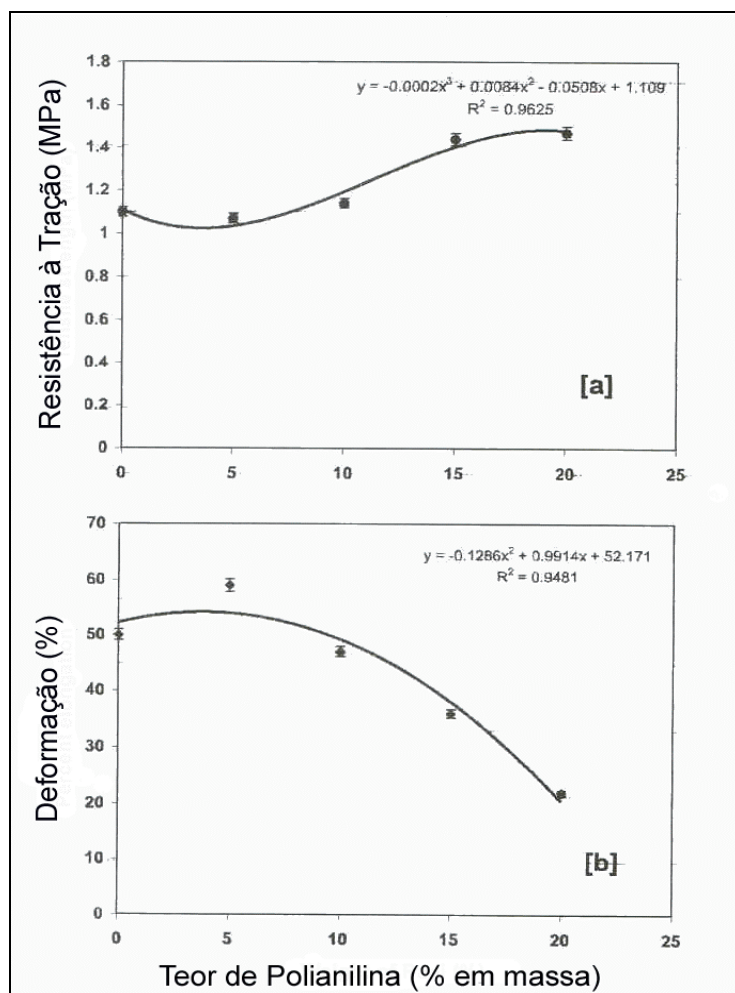 Resistência à Tração (MPa)
1.8
1.6
1.4
1.2
1
0.8
0.6
0.4
0.2
0
y = -0.0002x³ + 0.0084x² - 0.0508x + 1.109
R² = 0.9625
[a]
0 5 10 15 20 25
Deformação (%)
70
60
50
40
30
20
10
0
y = -0.1286x² + 0.9914x + 52.171
R² = 0.9481
[b]
0 5 10 15 20 25
Teor de Polianilina (% em massa)